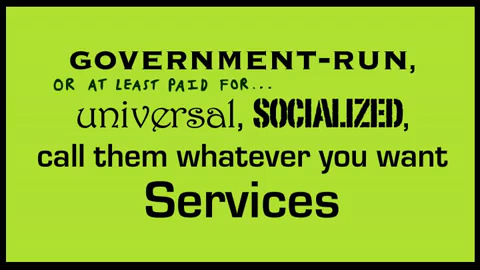 GOVERNMENT-RUN,
OR AT LEAST PAID FOR...
universal, SOCIALIZED,
call them whatever you want
Services